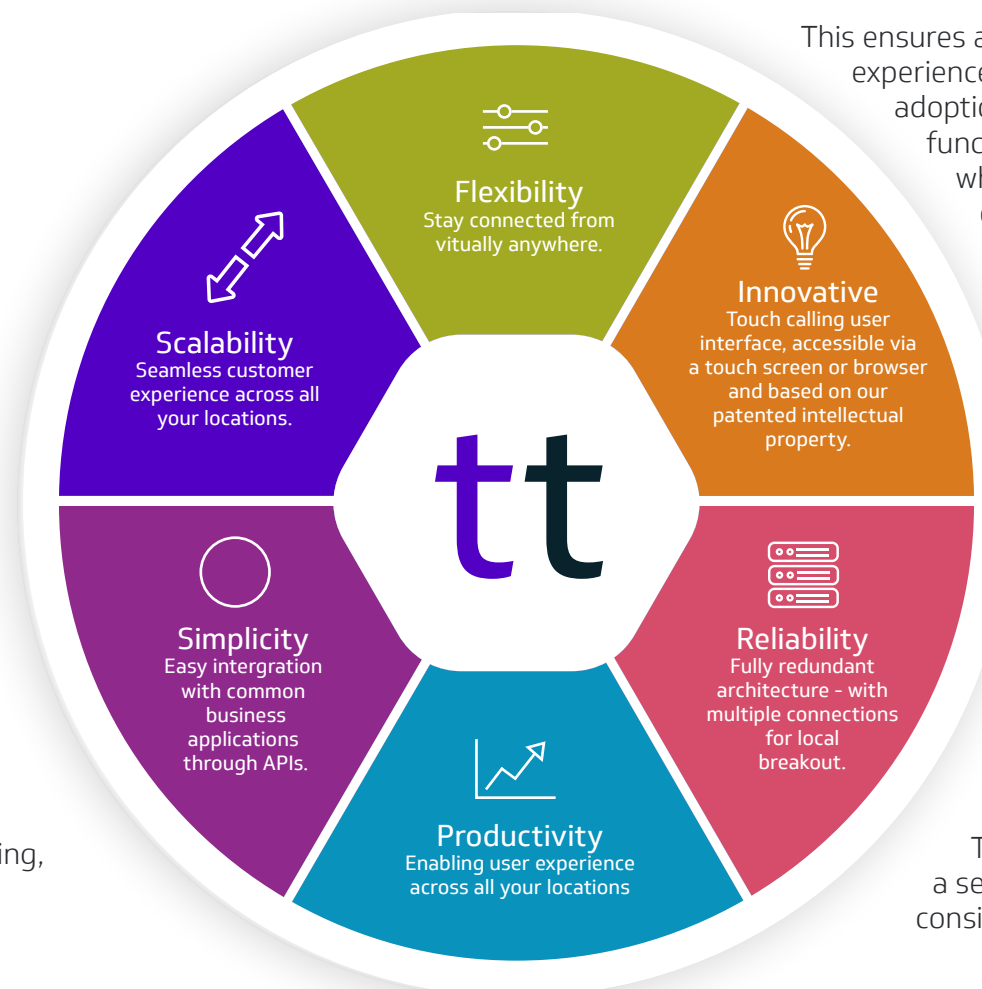 This ensures a
experience
adoptio
func
wh
Flexibility
Stay connected from
vitually anywhere.
Innovative
Touch calling user
interface, accessible via
a touch screen or browser
and based on our
patented intellectual
property.
Scalability
Seamless customer
experience across all
your locations.
tt
Simplicity
Easy intergration
with common
business
applications
through APIs.
Reliability
Fully redundant
architecture - with
multiple connections
for local
breakout.
Productivity
Enabling user experience
across all your locations
ing,
T
a se
consi